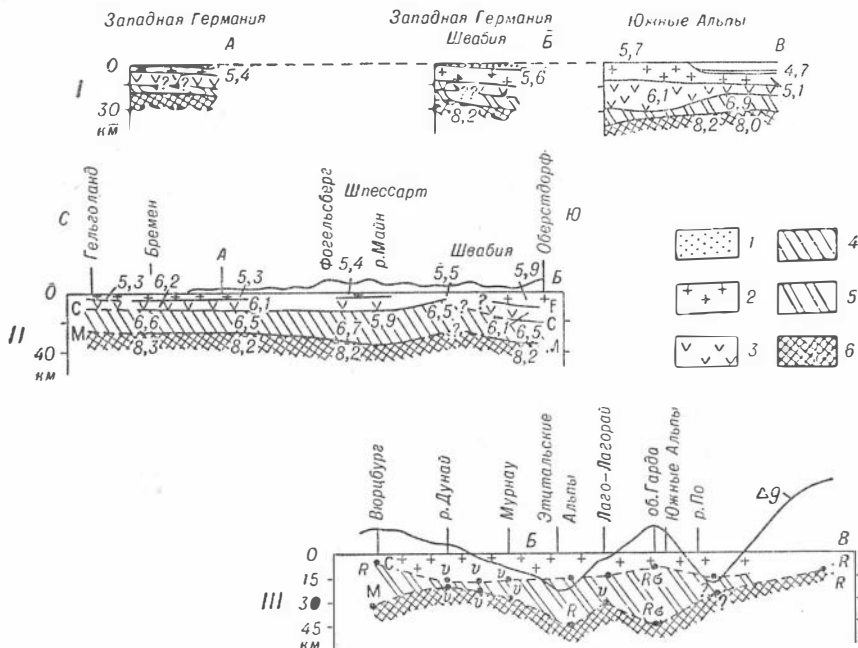 Западная Германия
Западная Германия
Швабия
Южные Альпы
А
Б
В
0
30
км
I
5,4
? ?
5,6
? ?
8,2
5,7
4,7
5,1
6,1
6,9
8,2
8,0
С
Гельголанд
Бремен
А
Фогельсберг
р.Майн
Шпессарт
Швабия
Оберстдорф
Ю
Б
0
40
км
II
С
М
5,3
6,2
5,3
5,4
5,5
5,9
6,1
6,6
6,5
6,7
5,9
6,5
? ?
6,1
6,5
8,3
8,2
8,2
?
8,2
F
С
1
2
3
4
5
6
Вюрцбург
р.Дунай
Мурнау
Этцтальские
Альпы
Лаго-Лагорай
об.Гарда
Южные Альпы
р.По
Δg
Б
В
0
15
30
45
км
III
R
С
М
υ
υ
υ
υ
υ
υ
R
υ
Rσ
Rσ
?
R
R